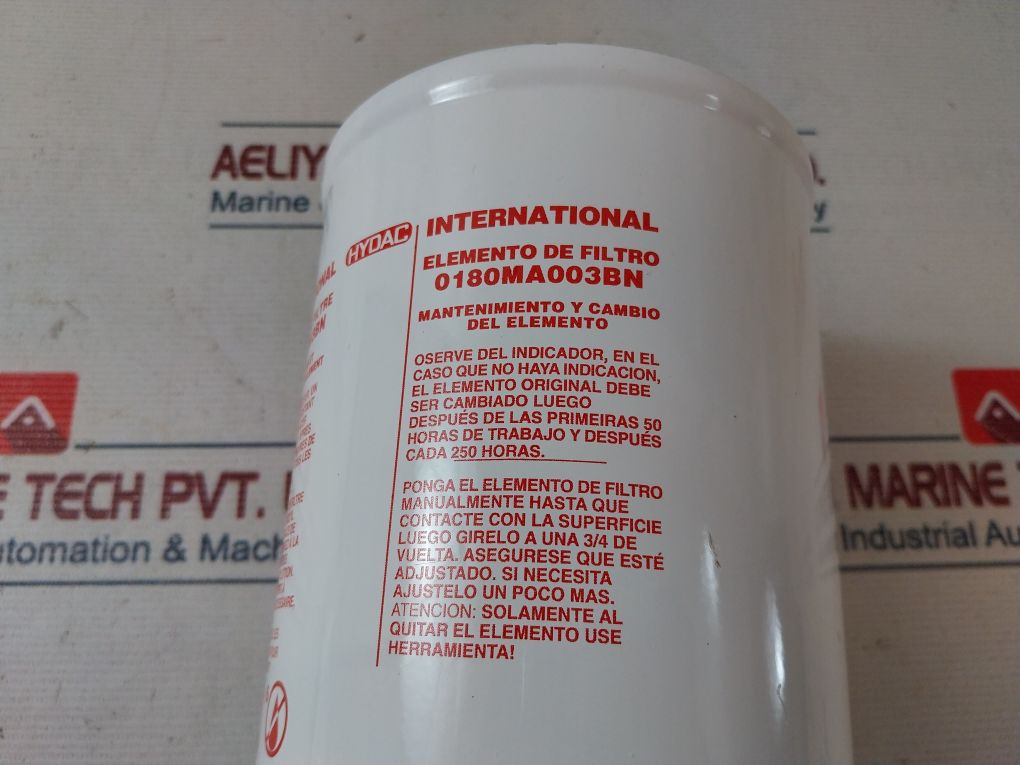 AELIY
Marine
HYDAC INTERNATIONAL
ELEMENTO DE FILTRO
0180MA003BN
MANTENIMIENTO Y CAMBIO
DEL ELEMENTO
OSERVE DEL INDICADOR, EN EL
CASO QUE NO HAYA INDICACION,
EL ELEMENTO ORIGINAL DEBE
SER CAMBIADO LUEGO
DESPUÉS DE LAS PRIMEIRAS 50
HORAS DE TRABAJO Y DESPUÉS
CADA 250 HORAS.
PONGA EL ELEMENTO DE FILTRO
MANUALMENTE HASTA QUE
CONTACTE CON LA SUPERFICIE
LUEGO GIRELO A UNA 3/4 DE
VUELTA. ASEGURESE QUE ESTÉ
ADJUSTADO. SI NECESITA
AJUSTELO UN POCO MAS.
ATENCION: SOLAMENTE AL
QUITAR EL ELEMENTO USE
HERRAMIENTA!
E TECH PVT.
utomation & Mach
MARINE
Industrial Au